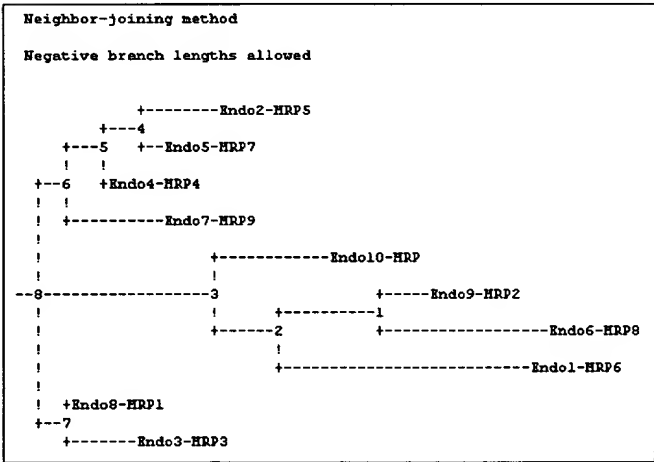 Neighbor-joining method
Negative branch lengths allowed
+--------Endo2-MRP5
+---4
+---5 +--Endo5-MRP7
! !
+--6 +Endo4-MRP4
! !
! +----------Endo7-MRP9
!
! +------------Endo10-MRP
! !
--8------------------3 +-----Endo9-MRP2
! ! +----------1
! +------2 +-----------------Endo6-MRP8
! !
! +-------------------------Endo1-MRP6
!
! +Endo8-MRP1
+--7
+-------Endo3-MRP3